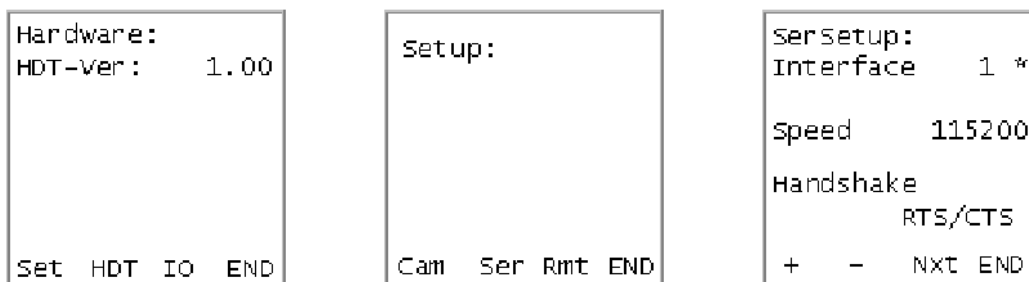 Hardware:
HDT-Ver: 1.00
Set HDT IO END
Setup:
Cam Ser Rmt END
SerSetup:
Interface 1 *
Speed 115200
Handshake
RTS/CTS
+ - Nxt END